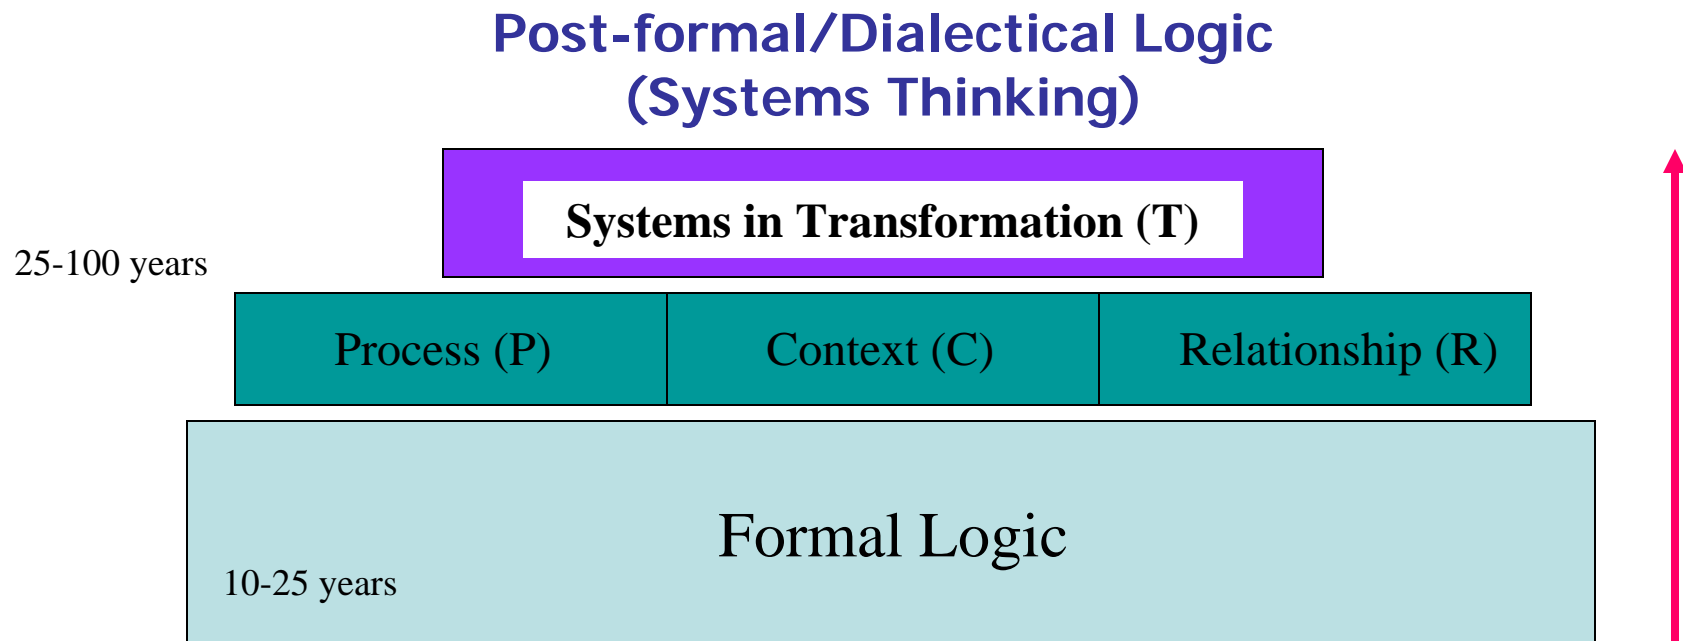 Post-formal/Dialectical Logic
(Systems Thinking)
Systems in Transformation (T)
25-100 years
Process (P)
Context (C)
Relationship (R)
Formal Logic
10-25 years